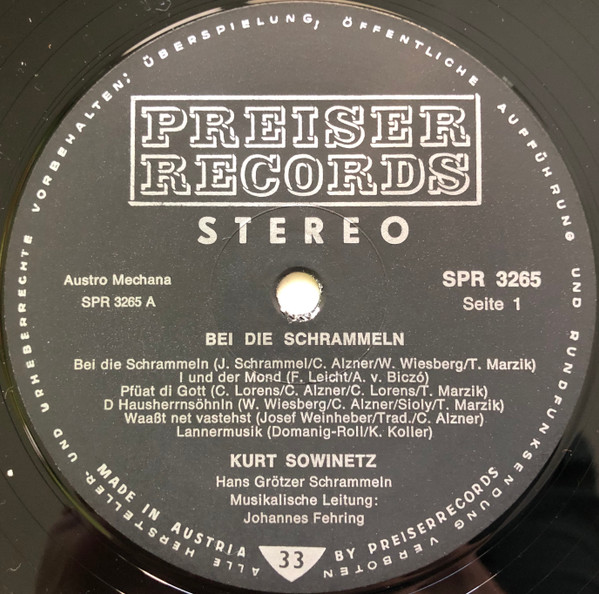 ALLE HERSTELLER- UND URHEBERRECHTE VORBEHALTEN; ÜBERSPIELUNG, ÖFFENTLICHE AUFFÜHRUNG UND RUNDFUNKSENDUNG VERBOTEN
PREISER
RECORDS
STEREO
Austro Mechana
SPR 3265 A
SPR 3265
Seite 1
BEI DIE SCHRAMMELN
Bei die Schrammeln (J. Schrammel/C. Alzner/W. Wiesberg/T. Marzik)
I und der Mond (F. Leicht/A. v. Biczó)
Pfüat di Gott (C. Lorens/C. Alzner/C. Lorens/T. Marzik)
D Hausherrnsöhnln (W. Wiesberg/C. Alzner/Sioly/T. Marzik)
Waaßt net vastehst (Josef Weinheber/Trad./C. Alzner)
Lannermusik (Domanig-Roll/K. Koller)
KURT SOWINETZ
Hans Grötzer Schrammeln
Musikalische Leitung:
Johannes Fehring
MADE IN AUSTRIA
33
BY PREISERRECORDS